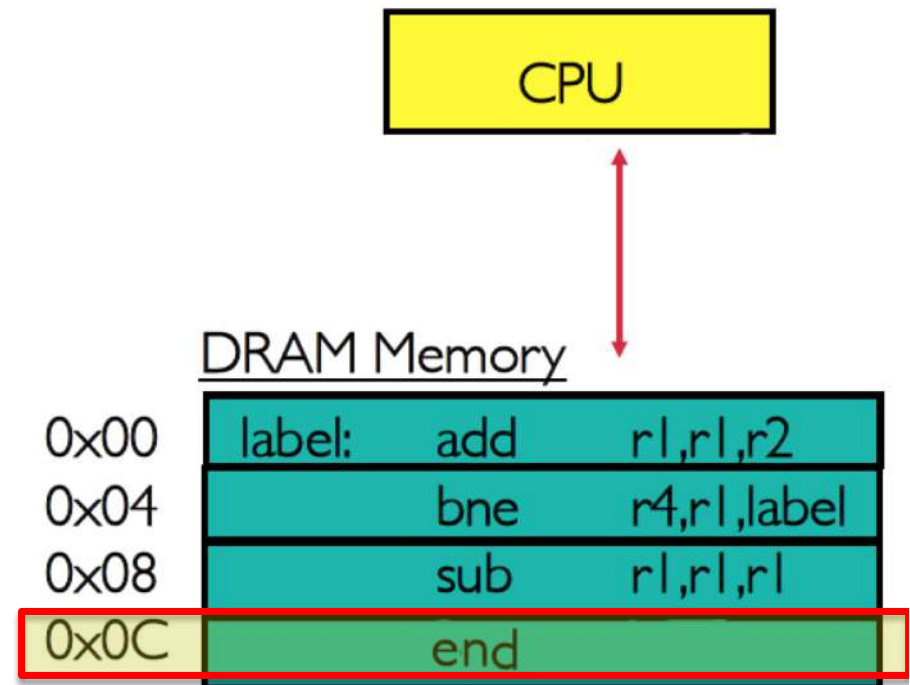 CPU
DRAM Memory
0x00 label: add r1,r1,r2
0x04 bne r4,r1,label
0x08 sub r1,r1,r1
0x0C end